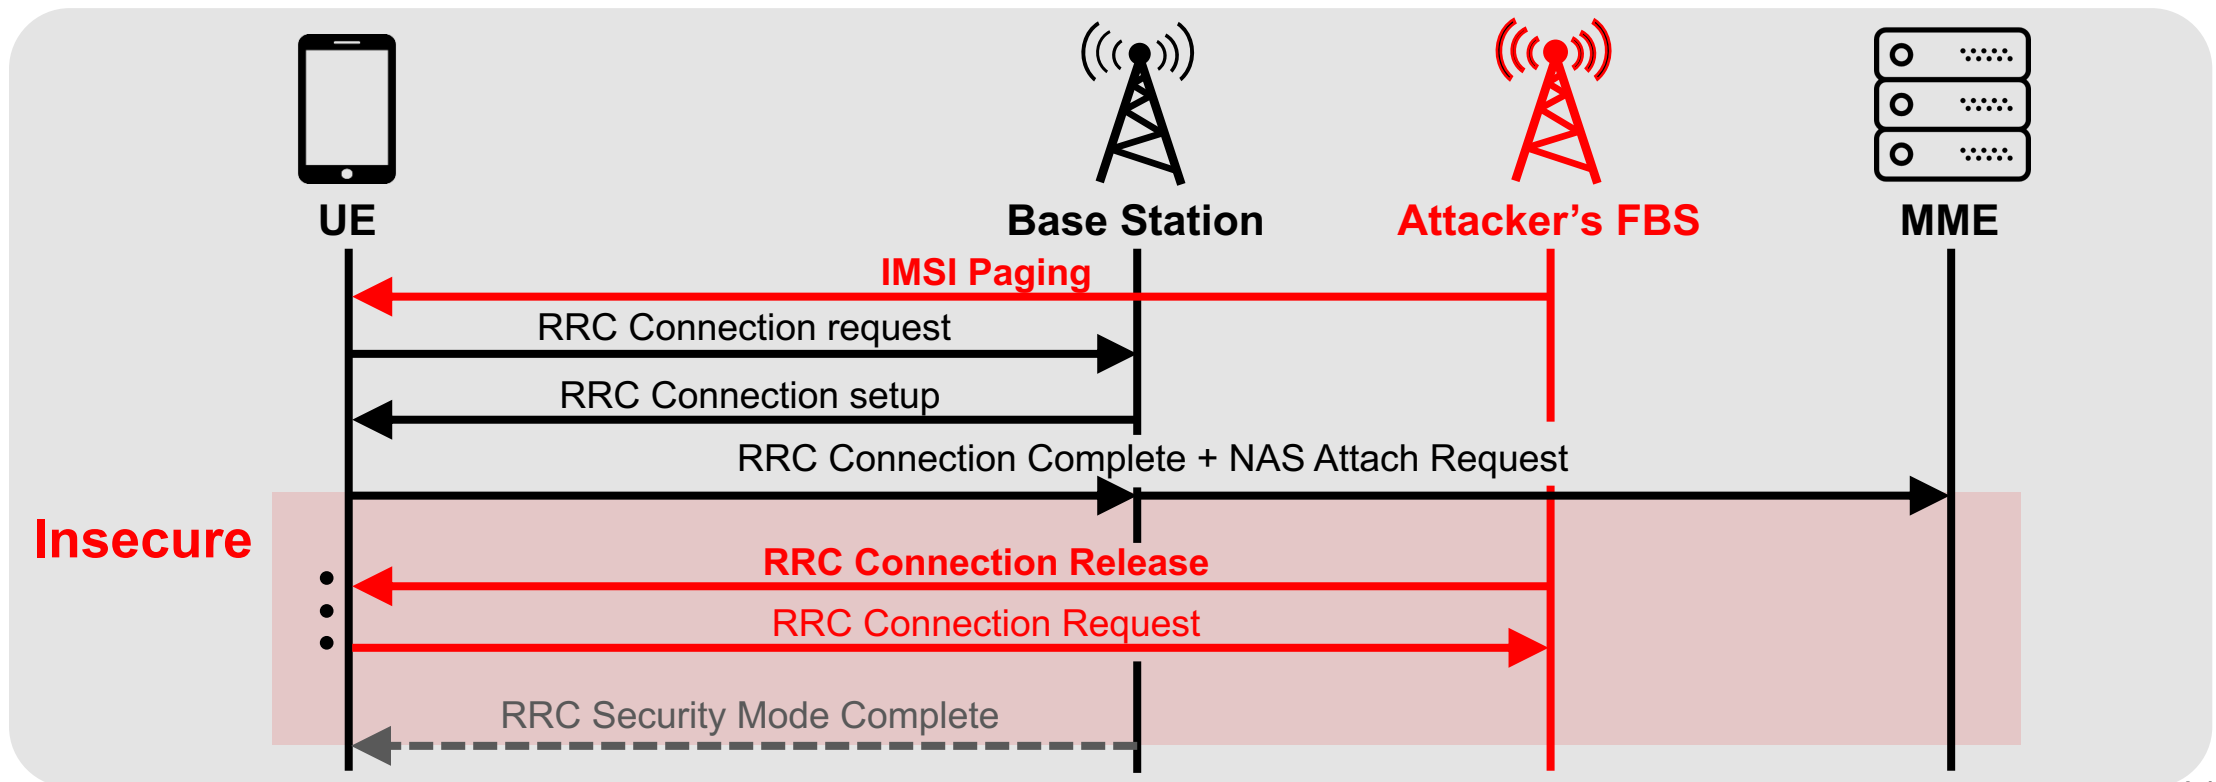 UE
Base Station
Attacker’s FBS
MME
IMSI Paging
RRC Connection request
RRC Connection setup
RRC Connection Complete + NAS Attach Request
Insecure
RRC Connection Release
RRC Connection Request
RRC Security Mode Complete